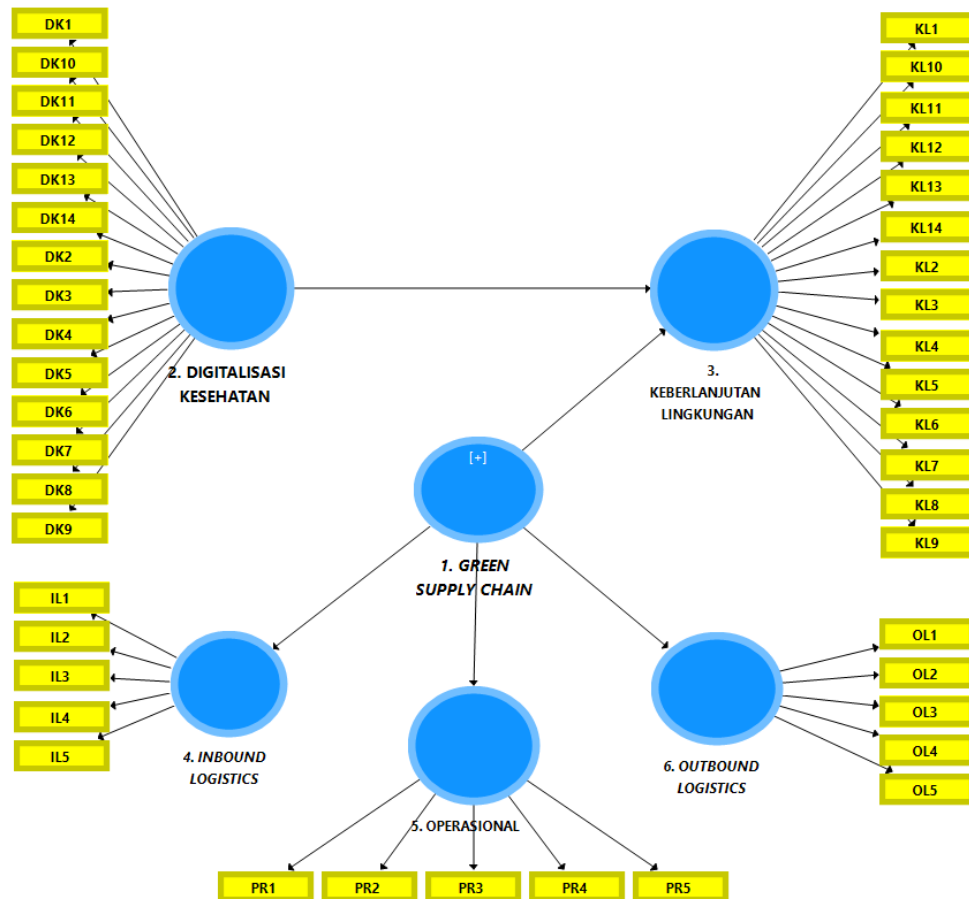 DK1
DK10
DK11
DK12
DK13
DK14
DK2
DK3
DK4
DK5
DK6
DK7
DK8
DK9
2. DIGITALISASI
KESEHATAN
KL1
KL10
KL11
KL12
KL13
KL14
KL2
KL3
KL4
KL5
KL6
KL7
KL8
KL9
3.
KEBERLANJUTAN
LINGKUNGAN
[+]
1. GREEN
SUPPLY CHAIN
IL1
IL2
IL3
IL4
IL5
4. INBOUND
LOGISTICS
5. OPERASIONAL
PR1
PR2
PR3
PR4
PR5
6. OUTBOUND
LOGISTICS
OL1
OL2
OL3
OL4
OL5